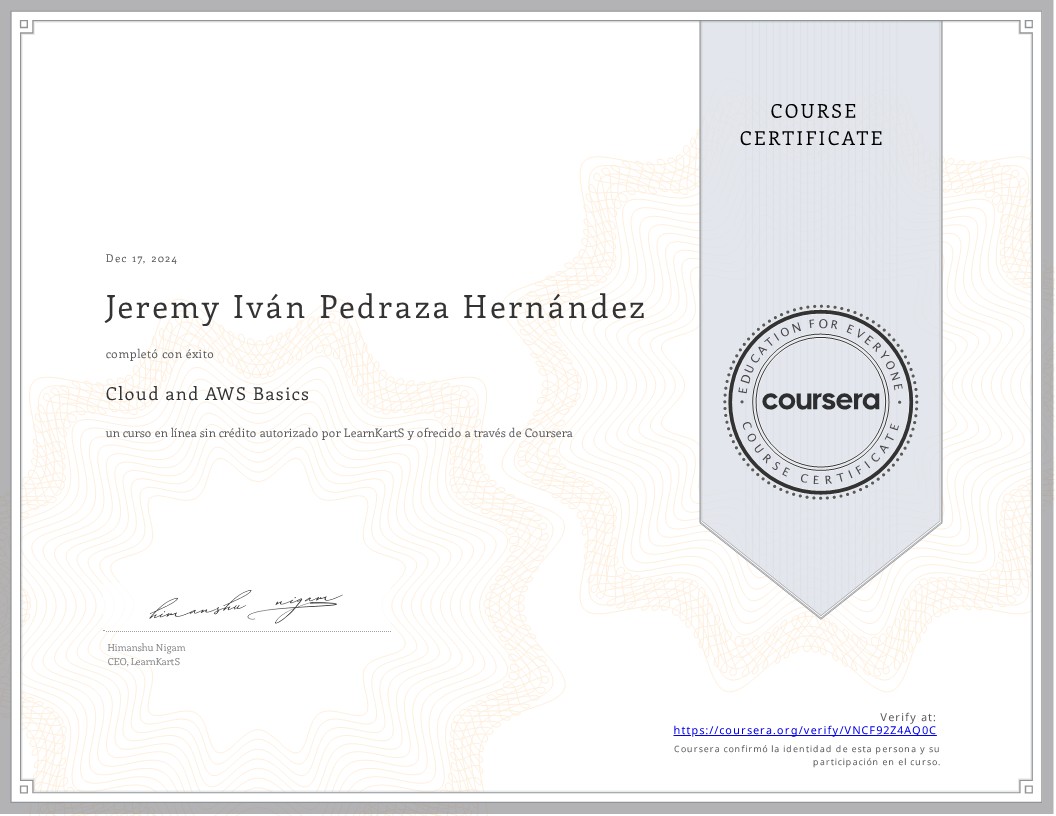 COURSE
CERTIFICATE
Dec 17, 2024
Jeremy Iván Pedraza Hernández
completó con éxito
Cloud and AWS Basics
un curso en línea sin crédito autorizado por LearnKartS y ofrecido a través de Coursera
EDUCATION FOR EVERYONE
coursera
COURSE CERTIFICATE
himanshu nigam
Himanshu Nigam
CEO, LearnKartS
Verify at:
https://coursera.org/verify/VNCF92Z4AQ0C
Coursera confirmó la identidad de esta persona y su
participación en el curso.